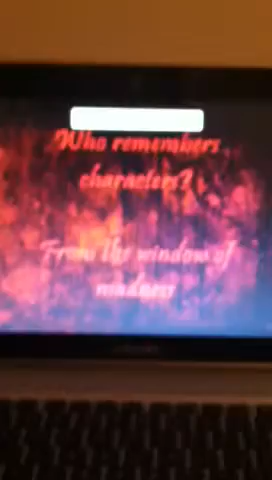 Who remembers
characters?
From the window of
madness